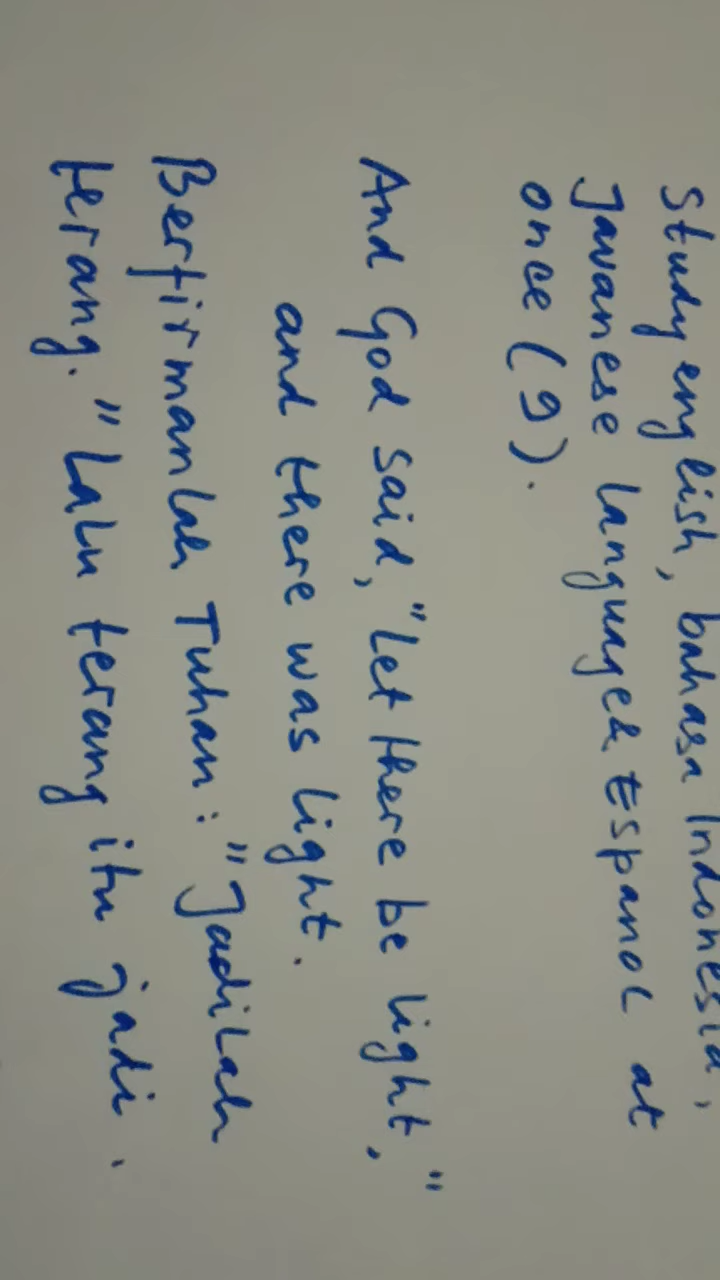 Study english, bahasa Indonesia,
Javanese language & Espanol at
once (9).
And God said, "Let there be light,"
and there was light.
Berfirmanlah Tuhan: "Jadilah
terang." Lalu terang itu jadi.